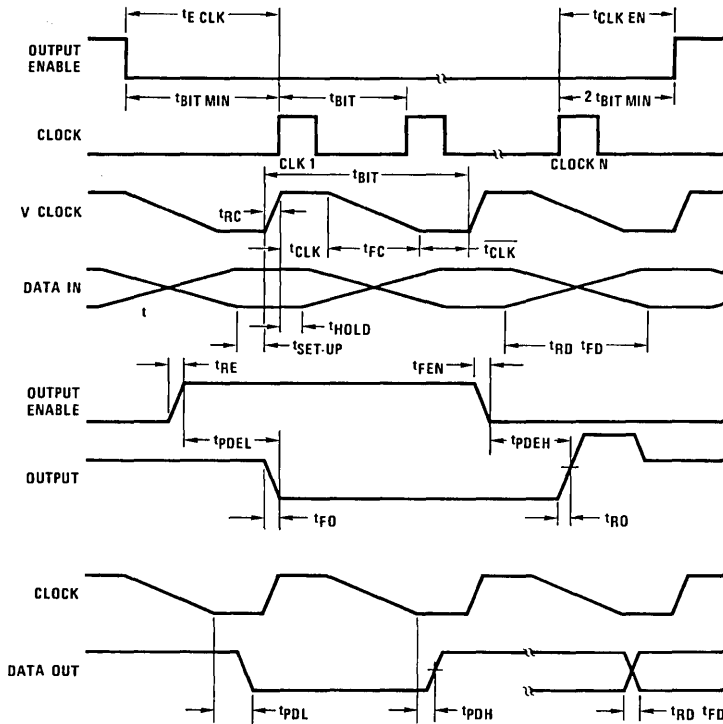 tE CLK
tCLK EN
OUTPUT
ENABLE
tBIT MIN
tBIT
2 tBIT MIN
CLOCK
CLK 1
CLOCK N
tBIT
V CLOCK
tRC
tCLK
tFC
CLK
DATA IN
t
tHOLD
tSET-UP
tRD tFD
tRE
tFEN
OUTPUT
ENABLE
tPDEL
tPDEH
OUTPUT
tFO
tRO
CLOCK
DATA OUT
tPDL
tPDH
tRD tFD